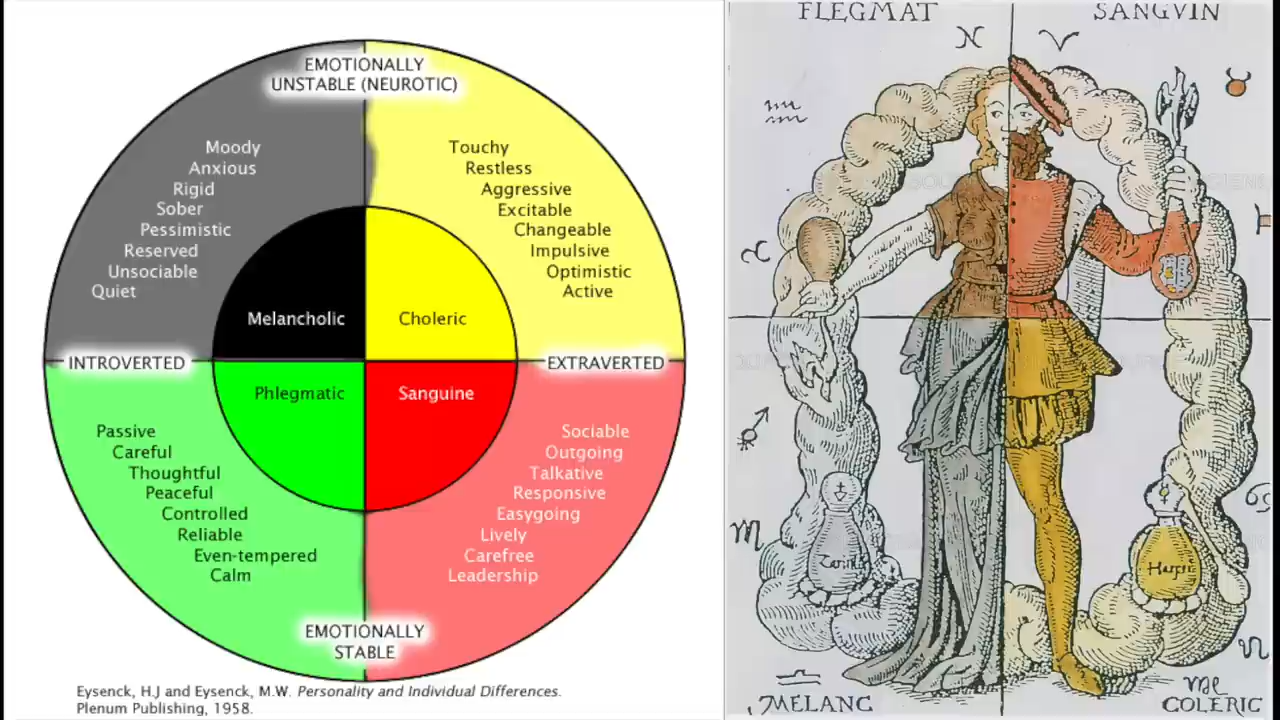 EMOTIONALLY
UNSTABLE (NEUROTIC)
Moody
Anxious
Rigid
Sober
Pessimistic
Reserved
Unsociable
Quiet
Touchy
Restless
Aggressive
Excitable
Changeable
Impulsive
Optimistic
Active
Melancholic
Choleric
INTROVERTED
EXTRAVERTED
Phlegmatic
Sanguine
Passive
Careful
Thoughtful
Peaceful
Controlled
Reliable
Even-tempered
Calm
Sociable
Outgoing
Talkative
Responsive
Easygoing
Lively
Carefree
Leadership
EMOTIONALLY
STABLE
Eysenck, H.J and Eysenck, M.W. Personality and Individual Differences.
Plenum Publishing, 1958.
FLEGMAT
SANGVIN
MELANC
COLERIC